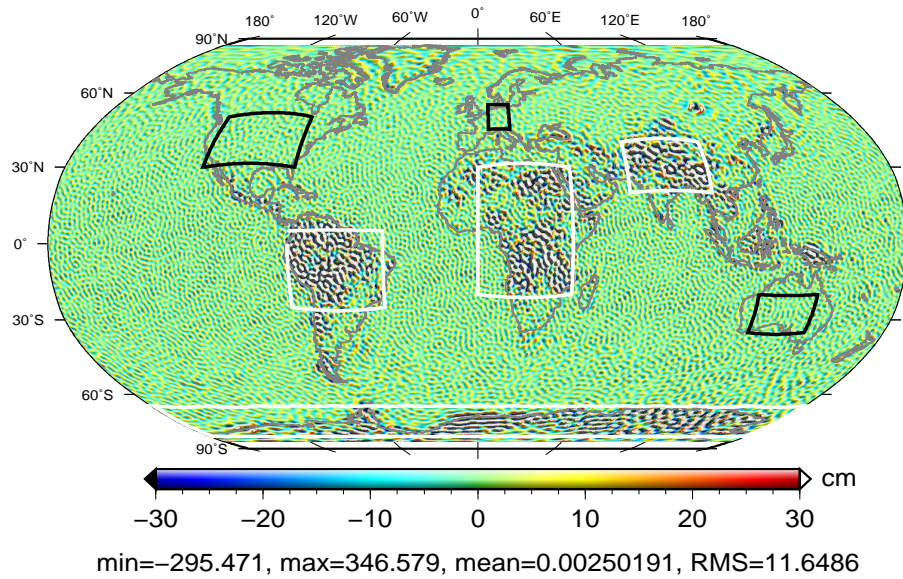 180˚ 120˚W 60˚W 0˚ 60˚E 120˚E 180˚
90˚N
60˚N
30˚N
0˚
30˚S
60˚S
90˚S
cm
−30 −20 −10 0 10 20 30
min=−295.471, max=346.579, mean=0.00250191, RMS=11.6486